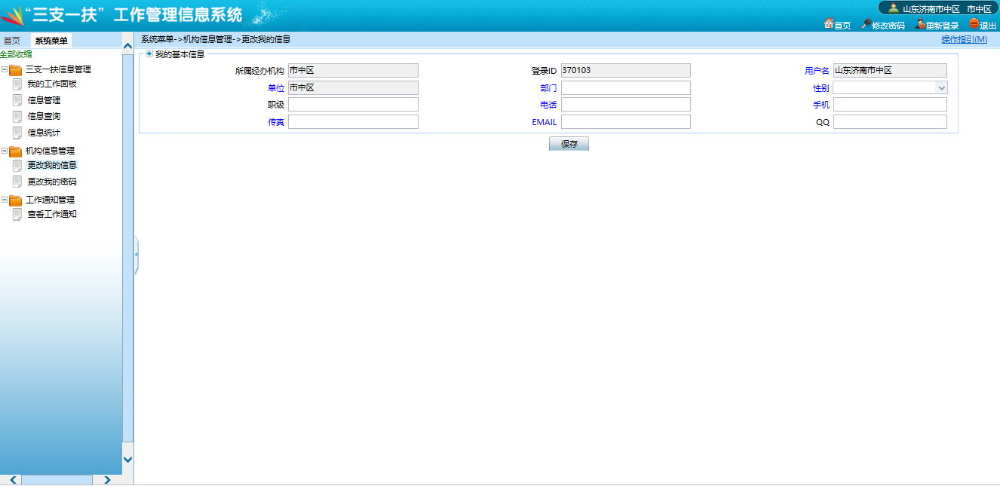 “三支一扶”工作管理信息系统
山东济南市中区 市中区
首页 修改密码 重新登录 退出
首页 系统菜单
系统菜单->机构信息管理->更改我的信息
操作指引(M)
全部收缩
三支一扶信息管理
我的工作面板
信息管理
信息查询
信息统计
机构信息管理
更改我的信息
更改我的密码
工作通知管理
查看工作通知
我的基本信息
所属经办机构 市中区 登录ID 370103 用户名 山东济南市中区
单位 市中区 部门 性别
职级 电话 手机
传真 EMAIL QQ
保存